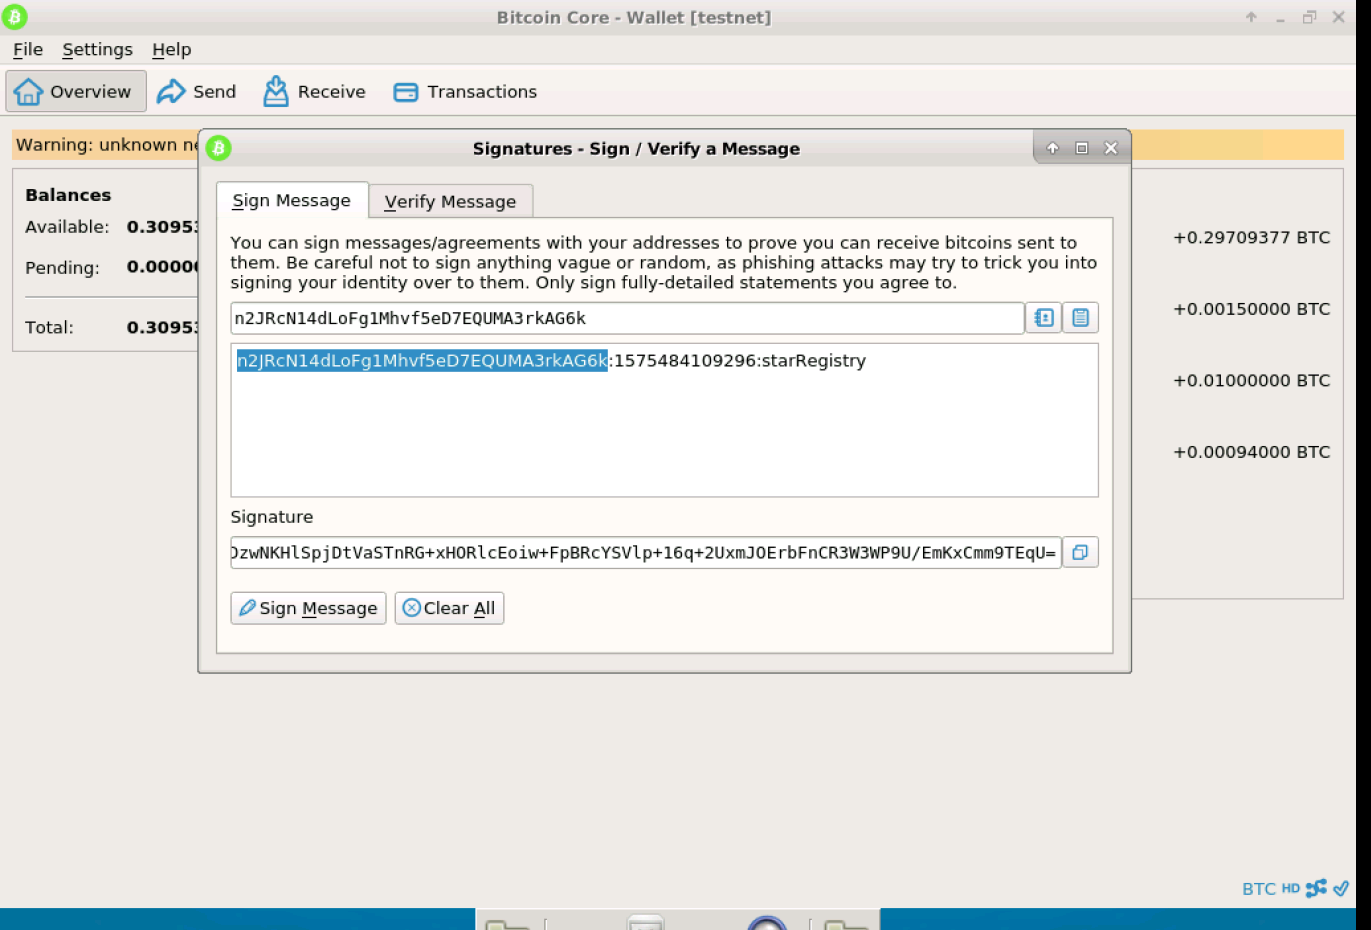 Bitcoin Core - Wallet [testnet]
File Settings Help
Overview Send Receive Transactions
Warning: unknown
Signatures - Sign / Verify a Message
Balances
Available: 0.3095
Pending: 0.0000
Total: 0.3095
Sign Message Verify Message
You can sign messages/agreements with your addresses to prove you can receive bitcoins sent to
them. Be careful not to sign anything vague or random, as phishing attacks may try to trick you into
signing your identity over to them. Only sign fully-detailed statements you agree to.
n2JRcN14dLoFg1Mhvf5eD7EQUMA3rkAG6k
n2JRcN14dLoFg1Mhvf5eD7EQUMA3rkAG6k:1575484109296:starRegistry
Signature
zwNKHlSpjDtVaSTnRG+xHORlcEoiw+FpBRcYSVlp+16q+2UxmJOErbFnCR3W3WP9U/EmKxCmm9TEqU=
Sign Message Clear All
+0.29709377 BTC
+0.00150000 BTC
+0.01000000 BTC
+0.00094000 BTC
BTC HD